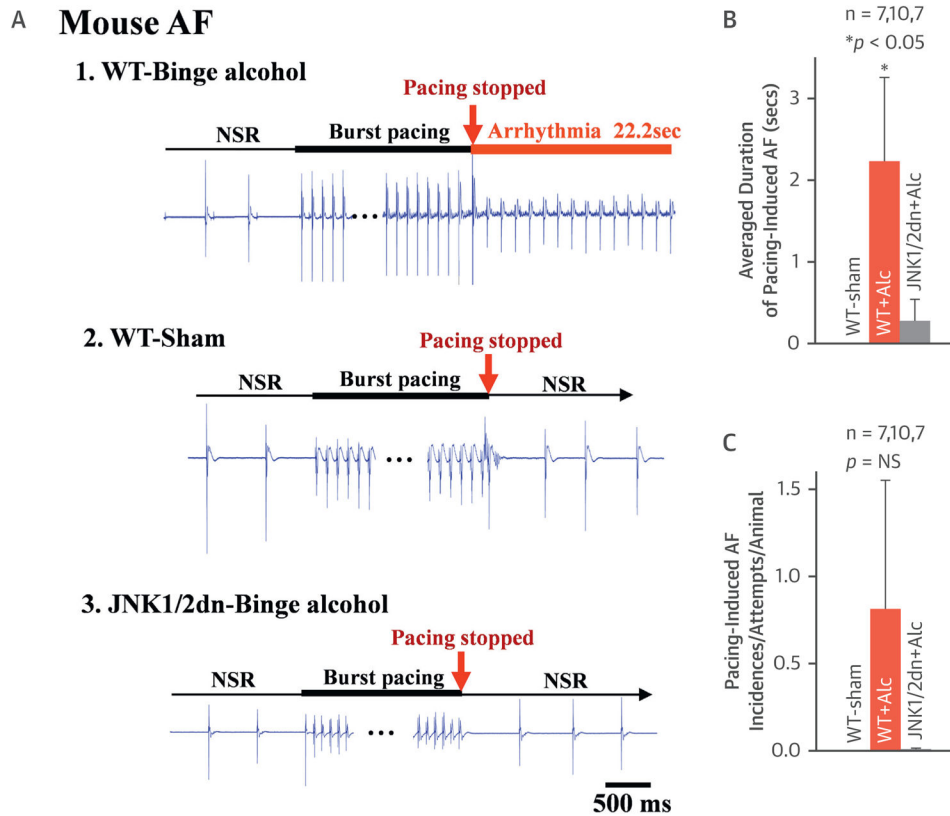 A
Mouse AF
1. WT-Binge alcohol
Pacing stopped
NSR
Burst pacing
Arrhythmia 22.2sec
2. WT-Sham
Pacing stopped
NSR
Burst pacing
NSR
3. JNK1/2dn-Binge alcohol
Pacing stopped
NSR
Burst pacing
NSR
500 ms
B
n = 7,10,7
*p < 0.05
*
Averaged Duration
of Pacing-Induced AF (secs)
3
2
1
0
WT-sham
WT+Alc
JNK1/2dn+Alc
C
n = 7,10,7
p = NS
Pacing-Induced AF
Incidences/Attempts/Animal
1.5
1.0
0.5
0.0
WT-sham
WT+Alc
JNK1/2dn+Alc